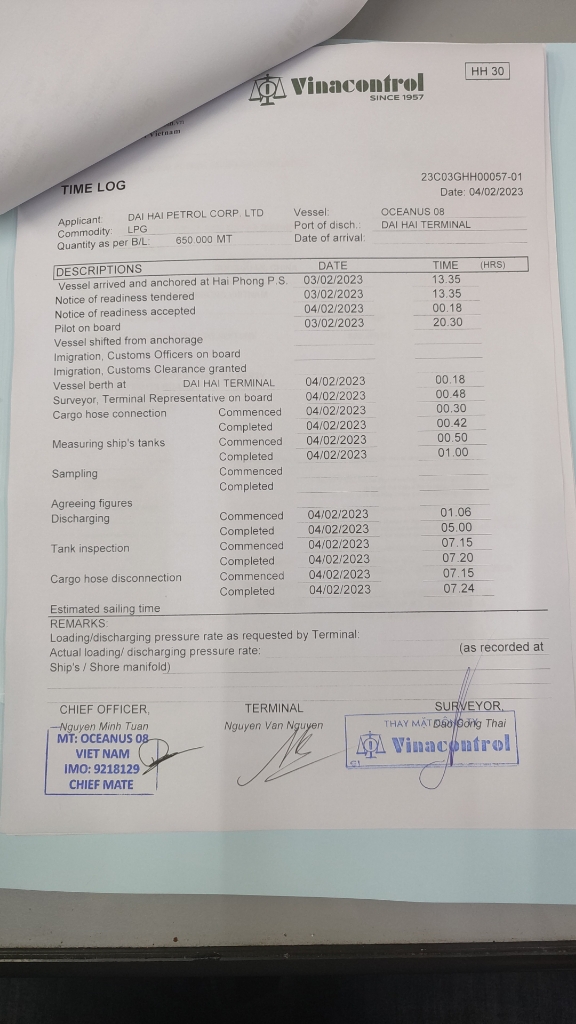 HH 30
Vinacontrol
SINCE 1957
Vietnam
TIME LOG
23C03GHH00057-01
Date: 04/02/2023
Applicant: DAI HAI PETROL CORP. LTD Vessel: OCEANUS 08
Commodity: LPG Port of disch.: DAI HAI TERMINAL
Quantity as per B/L: 650.000 MT Date of arrival:
DESCRIPTIONS DATE TIME (HRS)
Vessel arrived and anchored at Hai Phong P.S. 03/02/2023 13.35
Notice of readiness tendered 03/02/2023 13.35
Notice of readiness accepted 04/02/2023 00.18
Pilot on board 03/02/2023 20.30
Vessel shifted from anchorage
Imigration, Customs Officers on board
Imigration, Customs Clearance granted
Vessel berth at DAI HAI TERMINAL 04/02/2023 00.18
Surveyor, Terminal Representative on board 04/02/2023 00.48
Cargo hose connection Commenced 04/02/2023 00.30
Completed 04/02/2023 00.42
Measuring ship's tanks Commenced 04/02/2023 00.50
Completed 04/02/2023 01.00
Sampling Commenced
Completed
Agreeing figures
Discharging Commenced 04/02/2023 01.06
Completed 04/02/2023 05.00
Tank inspection Commenced 04/02/2023 07.15
Completed 04/02/2023 07.20
Cargo hose disconnection Commenced 04/02/2023 07.15
Completed 04/02/2023 07.24
Estimated sailing time
REMARKS:
Loading/discharging pressure rate as requested by Terminal:
Actual loading/ discharging pressure rate: (as recorded at
Ship's / Shore manifold)
CHIEF OFFICER, TERMINAL SURVEYOR,
Nguyen Minh Tuan Nguyen Van Nguyen Dao Cong Thai
MT: OCEANUS 08
VIET NAM
IMO: 9218129
CHIEF MATE
THAY MẶT
Vinacontrol